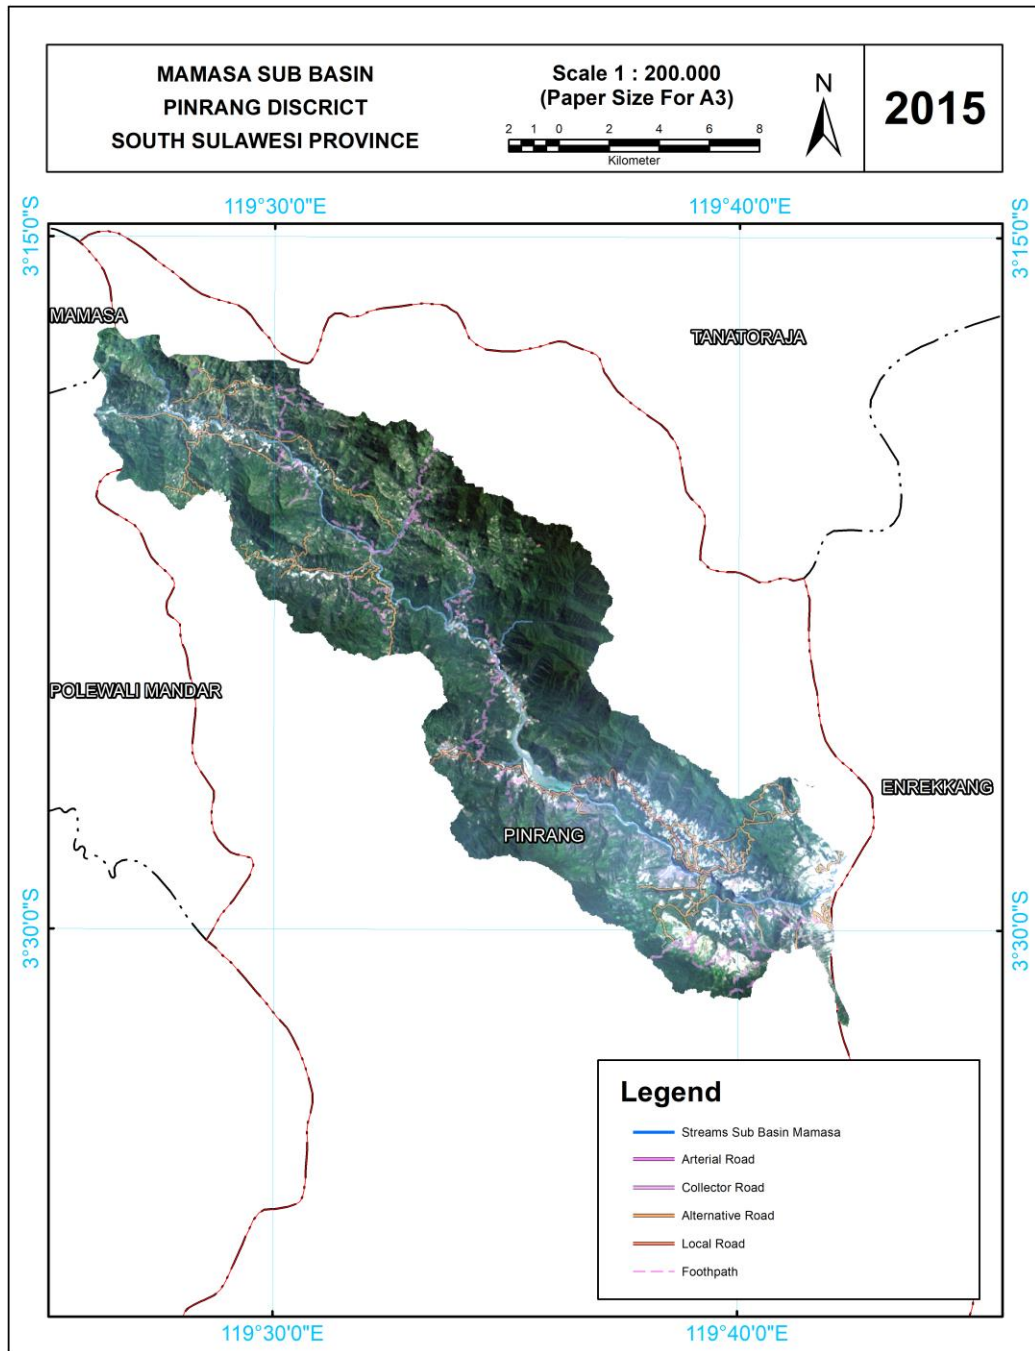 MAMASA SUB BASIN
PINRANG DISCRICT
SOUTH SULAWESI PROVINCE
Scale 1 : 200.000
(Paper Size For A3)
2 1 0 2 4 6 8
Kilometer
N
2015
119°30'0"E 119°40'0"E
3°15'0"S 3°15'0"S
MAMASA
TANATORAJA
POLEWALI MANDAR
ENREKKANG
PINRANG
3°30'0"S 3°30'0"S
Legend
Streams Sub Basin Mamasa
Arterial Road
Collector Road
Alternative Road
Local Road
Foothpath
119°30'0"E 119°40'0"E